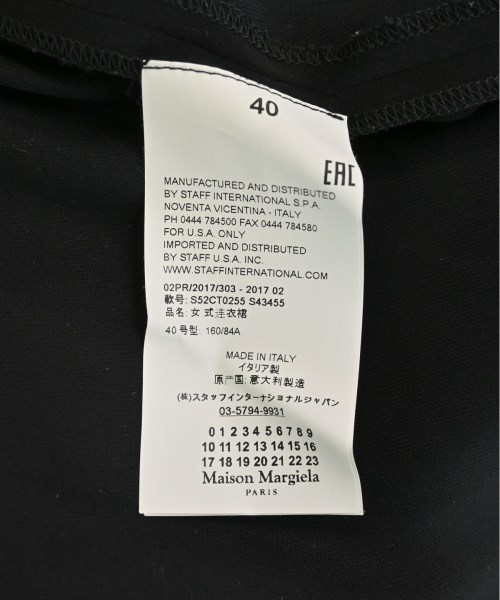 40
EAC
MANUFACTURED AND DISTRIBUTED
BY STAFF INTERNATIONAL S.P.A.
NOVENTA VICENTINA - ITALY
PH 0444 784500 FAX 0444 784580
FOR U.S.A. ONLY
IMPORTED AND DISTRIBUTED
BY STAFF U.S.A. INC.
WWW.STAFFINTERNATIONAL.COM
02PR/2017/303 - 2017 02
款号: S52CT0255 S43455
品名: 女式连衣裙
40号型: 160/84A
MADE IN ITALY
イタリア製
原产国: 意大利製造
(株)スタッフインターナショナルジャパン
03-5794-9931
0 1 2 3 4 5 6 7 8 9
10 11 12 13 14 15 16
17 18 19 20 21 22 23
Maison Margiela
PARIS